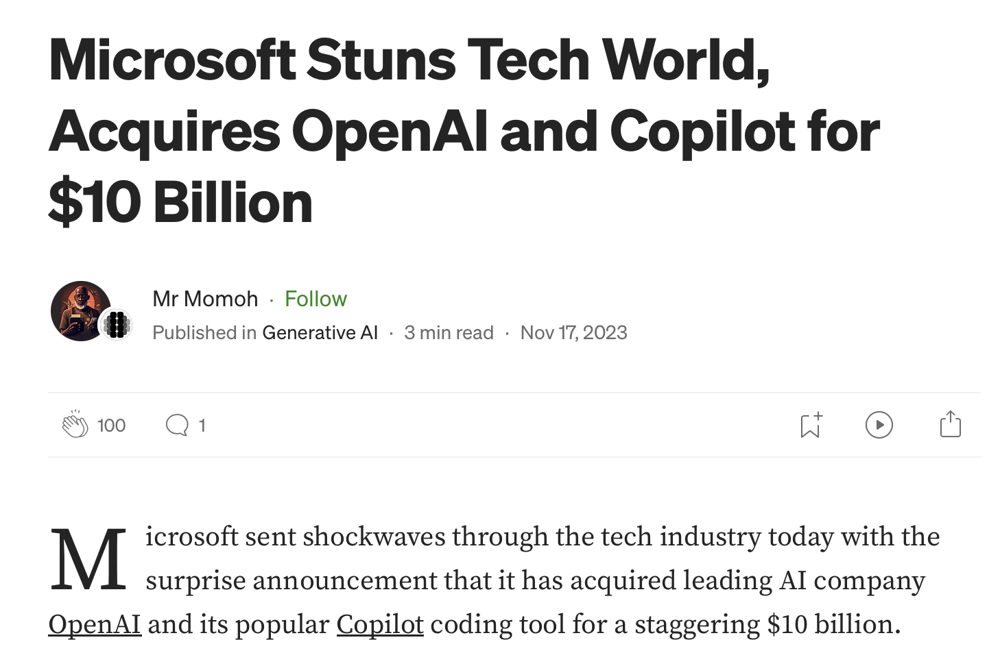 Microsoft Stuns Tech World,
Acquires OpenAI and Copilot for
$10 Billion
Mr Momoh · Follow
Published in Generative AI · 3 min read · Nov 17, 2023
100 1
Microsoft sent shockwaves through the tech industry today with the
surprise announcement that it has acquired leading AI company
OpenAI and its popular Copilot coding tool for a staggering $10 billion.